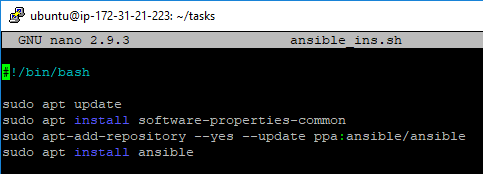 ubuntu@ip-172-31-21-223: ~/tasks
GNU nano 2.9.3 ansible_ins.sh
#!/bin/bash
sudo apt update
sudo apt install software-properties-common
sudo apt-add-repository --yes --update ppa:ansible/ansible
sudo apt install ansible